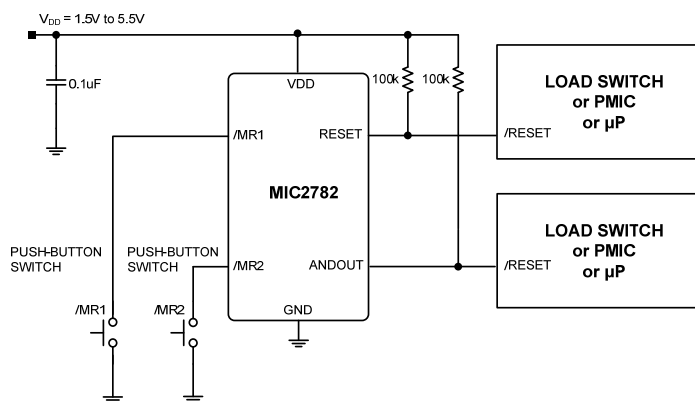 V_DD = 1.5V to 5.5V
0.1uF
100k
100k
VDD
/MR1
RESET
MIC2782
/MR2
ANDOUT
GND
LOAD SWITCH
or PMIC
or µP
/RESET
LOAD SWITCH
or PMIC
or µP
/RESET
PUSH-BUTTON
SWITCH
PUSH-BUTTON
SWITCH
/MR1
/MR2